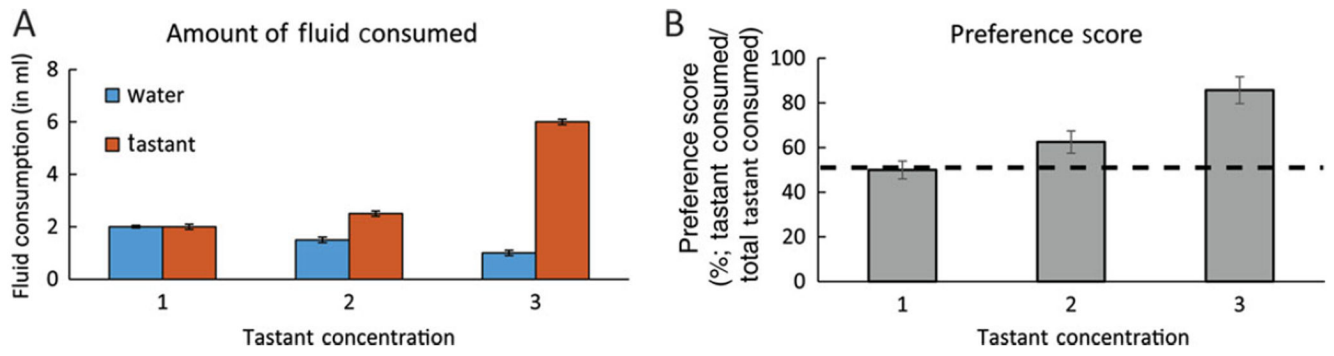 A
Amount of fluid consumed
Fluid consumption (in ml)
8
6
4
2
0
water
tastant
1 2 3
Tastant concentration
B
Preference score
Preference score
(%; tastant consumed/
total tastant consumed)
100
80
60
40
20
0
1 2 3
Tastant concentration